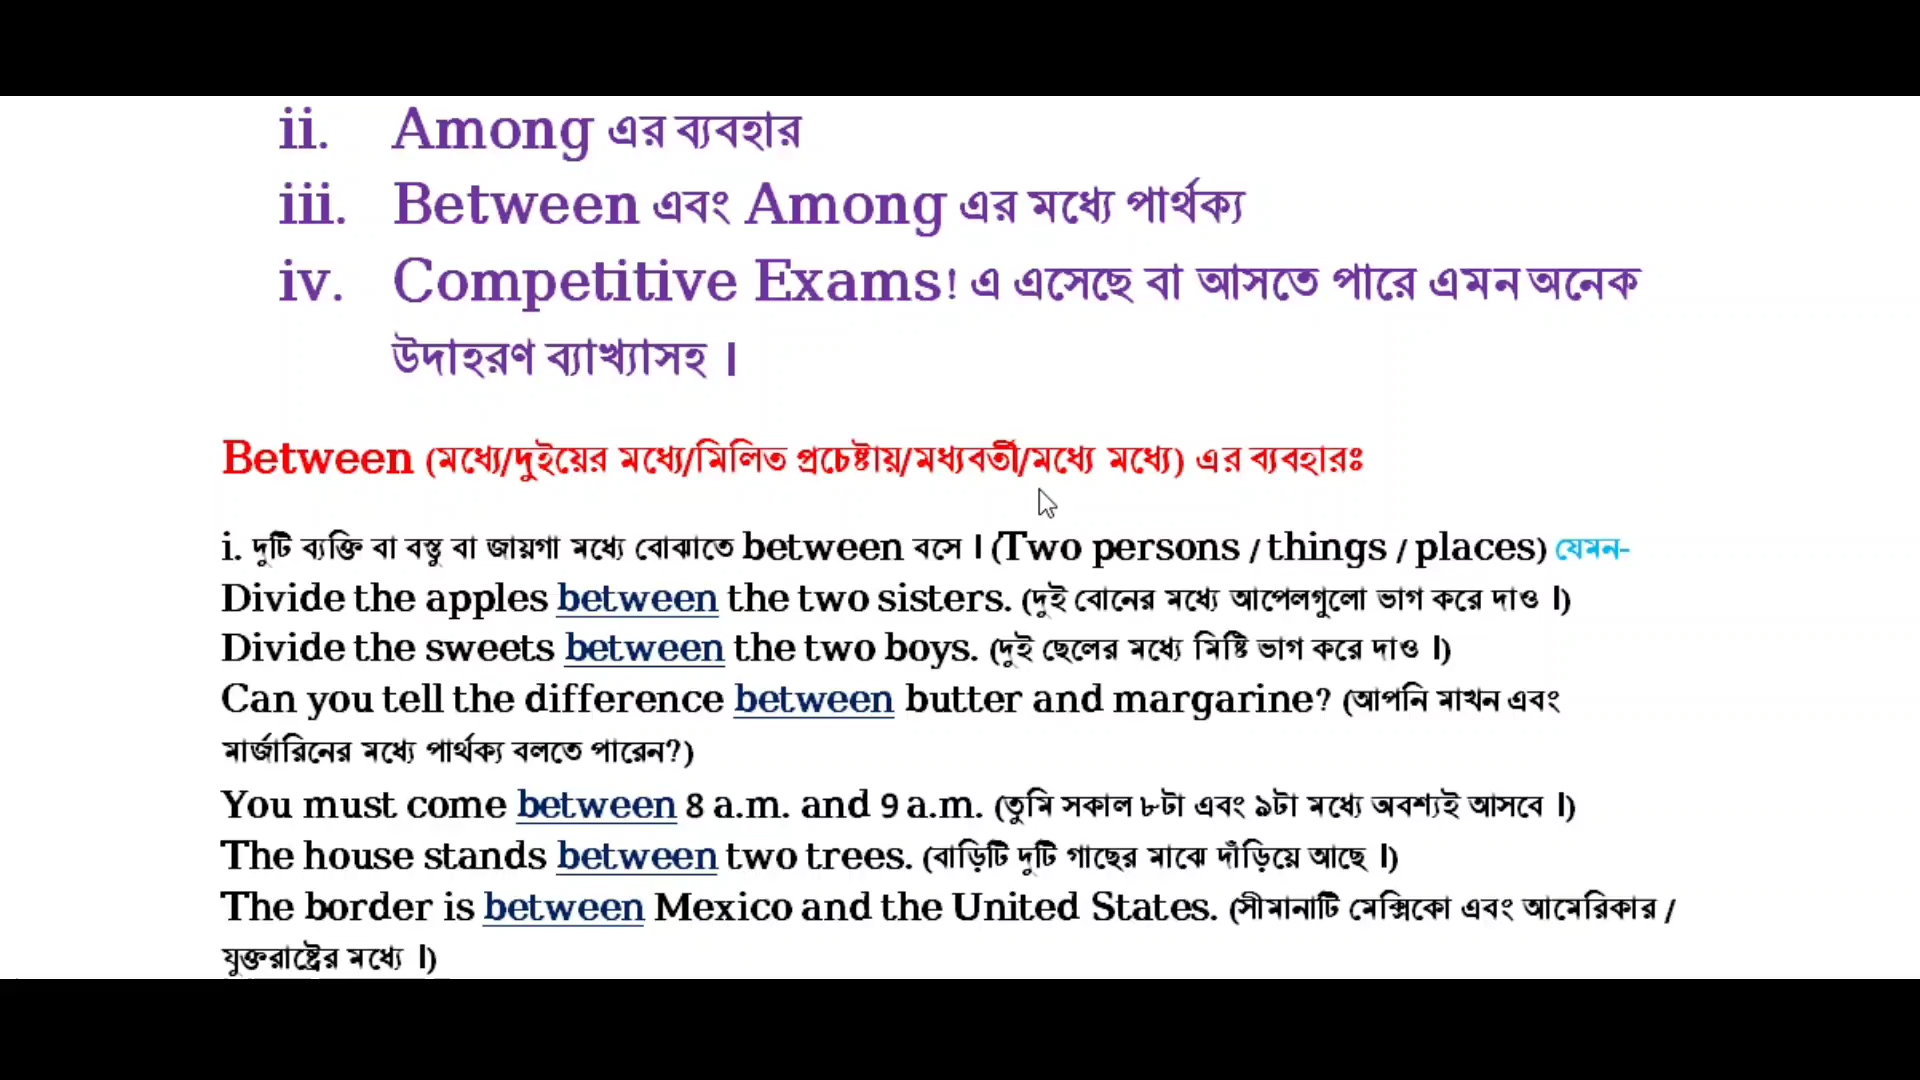 ii. Among এর ব্যবহার
iii. Between এবং Among এর মধ্যে পার্থক্য
iv. Competitive Exams! এ এসেছে বা আসতে পারে এমন অনেক
উদাহরণ ব্যাখ্যাসহ ।
Between (মধ্যে/দুইয়ের মধ্যে/মিলিত প্রচেষ্টায়/মধ্যবর্তী/মধ্যে মধ্যে) এর ব্যবহারঃ
i. দুটি ব্যক্তি বা বস্তু বা জায়গা মধ্যে বোঝাতে between বসে । (Two persons / things / places) যেমন-
Divide the apples between the two sisters. (দুই বোনের মধ্যে আপেলগুলো ভাগ করে দাও ।)
Divide the sweets between the two boys. (দুই ছেলের মধ্যে মিষ্টি ভাগ করে দাও ।)
Can you tell the difference between butter and margarine? (আপনি মাখন এবং
মার্জারিনের মধ্যে পার্থক্য বলতে পারেন?)
You must come between 8 a.m. and 9 a.m. (তুমি সকাল ৮টা এবং ৯টা মধ্যে অবশ্যই আসবে ।)
The house stands between two trees. (বাড়িটি দুটি গাছের মাঝে দাঁড়িয়ে আছে ।)
The border is between Mexico and the United States. (সীমানাটি মেক্সিকো এবং আমেরিকার /
যুক্তরাষ্ট্রের মধ্যে ।)